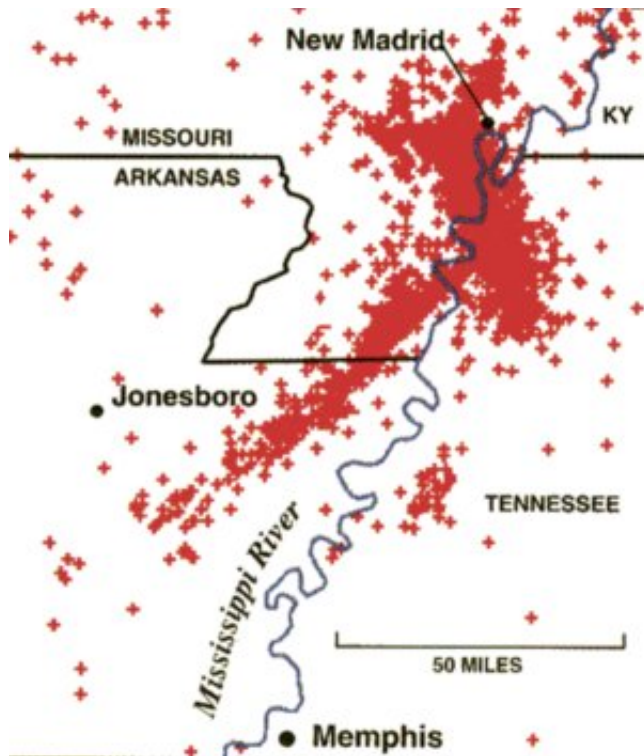 New Madrid
KY
MISSOURI
ARKANSAS
Jonesboro
TENNESSEE
Mississippi River
50 MILES
Memphis